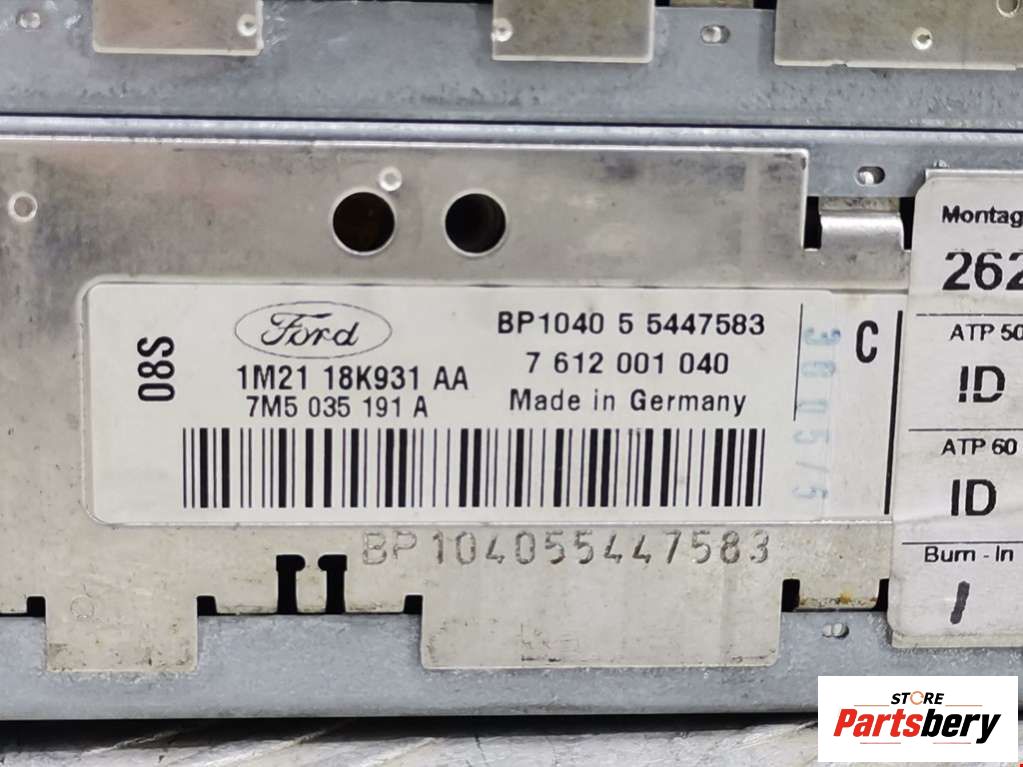 Montag
262
ATP 50
ID
ATP 60
ID
Burn - In
08S
Ford
1M21 18K931 AA
7M5 035 191 A
BP1040 5 5447583
7 612 001 040
Made in Germany
C
BP104055447583
STORE
Partsbery